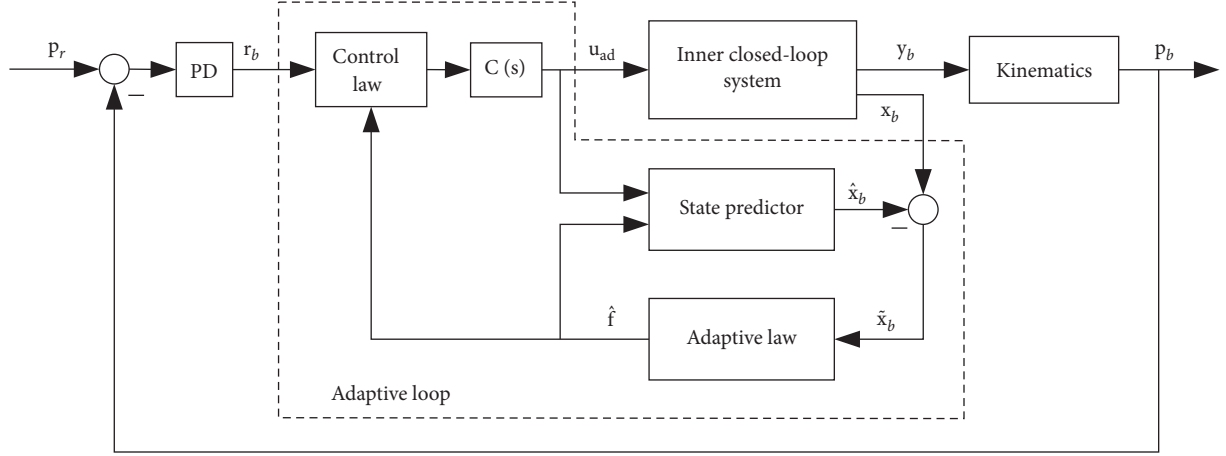 p_r
PD
r_b
Control
law
C (s)
u_ad
Inner closed-loop
system
y_b
x_b
Kinematics
p_b
State predictor
x̂_b
Adaptive law
f̂
x̃_b
Adaptive loop